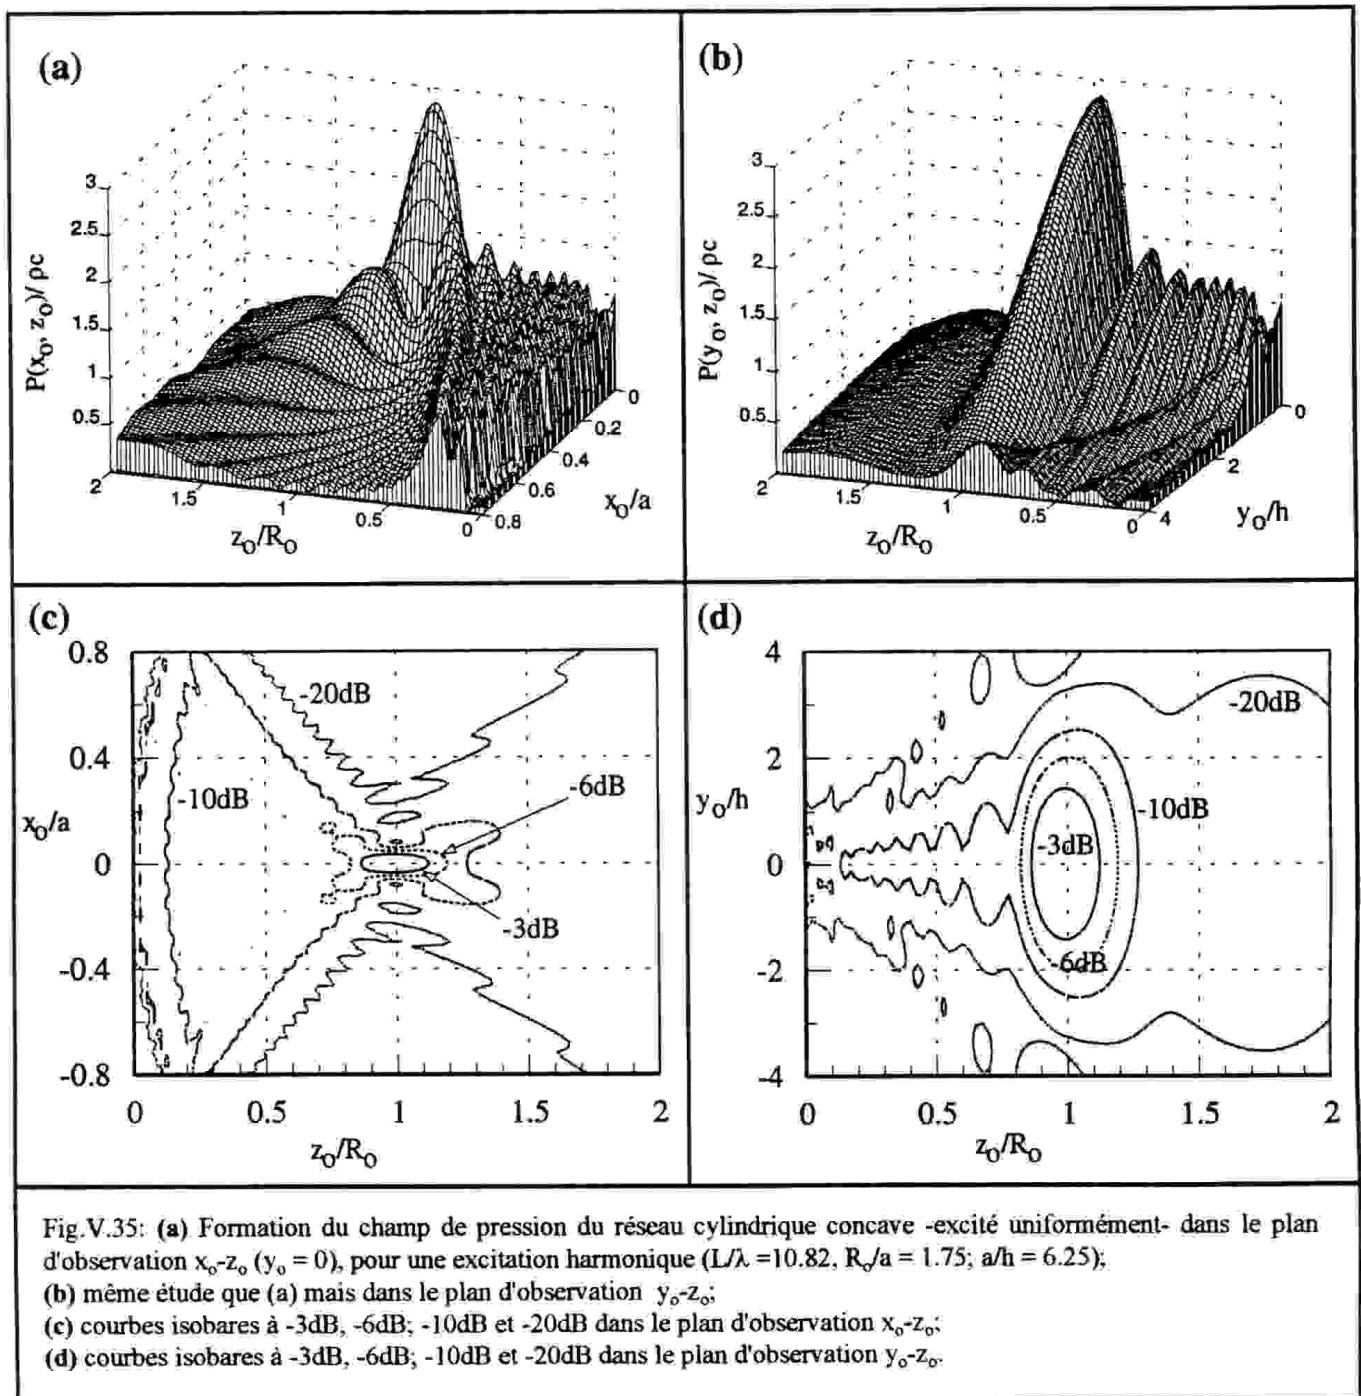 (a)
3
2.5
2
1.5
1
0.5
P(x₀, z₀)/ ρc
2
1.5
1
0.5
0
z₀/R₀
0
0.2
0.4
0.6
0.8
x₀/a
(b)
3
2.5
2
1.5
1
0.5
P(y₀, z₀)/ ρc
2
1.5
1
0.5
0
z₀/R₀
0
2
4
y₀/h
(c)
0.8
0.4
x₀/a
0
-0.4
-0.8
-20dB
-10dB
-6dB
-3dB
0
0.5
1
1.5
2
z₀/R₀
(d)
4
2
y₀/h
0
-2
-4
-20dB
-10dB
-3dB
-6dB
0
0.5
1
1.5
2
z₀/R₀
Fig.V.35: (a) Formation du champ de pression du réseau cylindrique concave -excité uniformément- dans le plan
d'observation xₒ-zₒ (yₒ = 0), pour une excitation harmonique (L/λ =10.82, Rₒ/a = 1.75; a/h = 6.25);
(b) même étude que (a) mais dans le plan d'observation yₒ-zₒ;
(c) courbes isobares à -3dB, -6dB; -10dB et -20dB dans le plan d'observation xₒ-zₒ;
(d) courbes isobares à -3dB, -6dB; -10dB et -20dB dans le plan d'observation yₒ-zₒ.